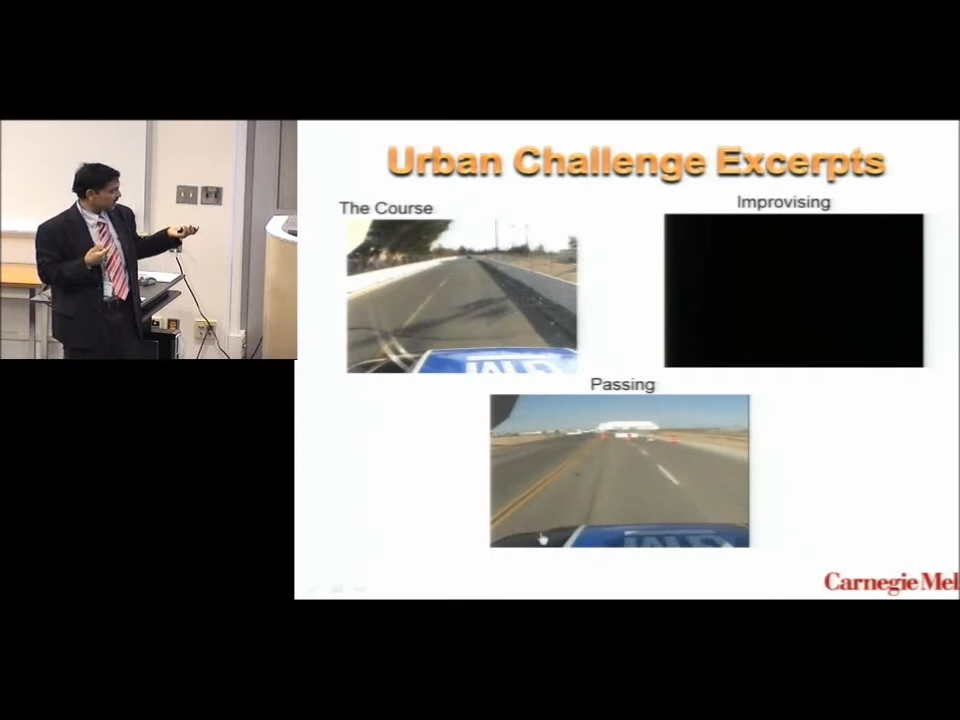 Urban Challenge Excerpts
The Course
Improvising
Passing
Carnegie Mel